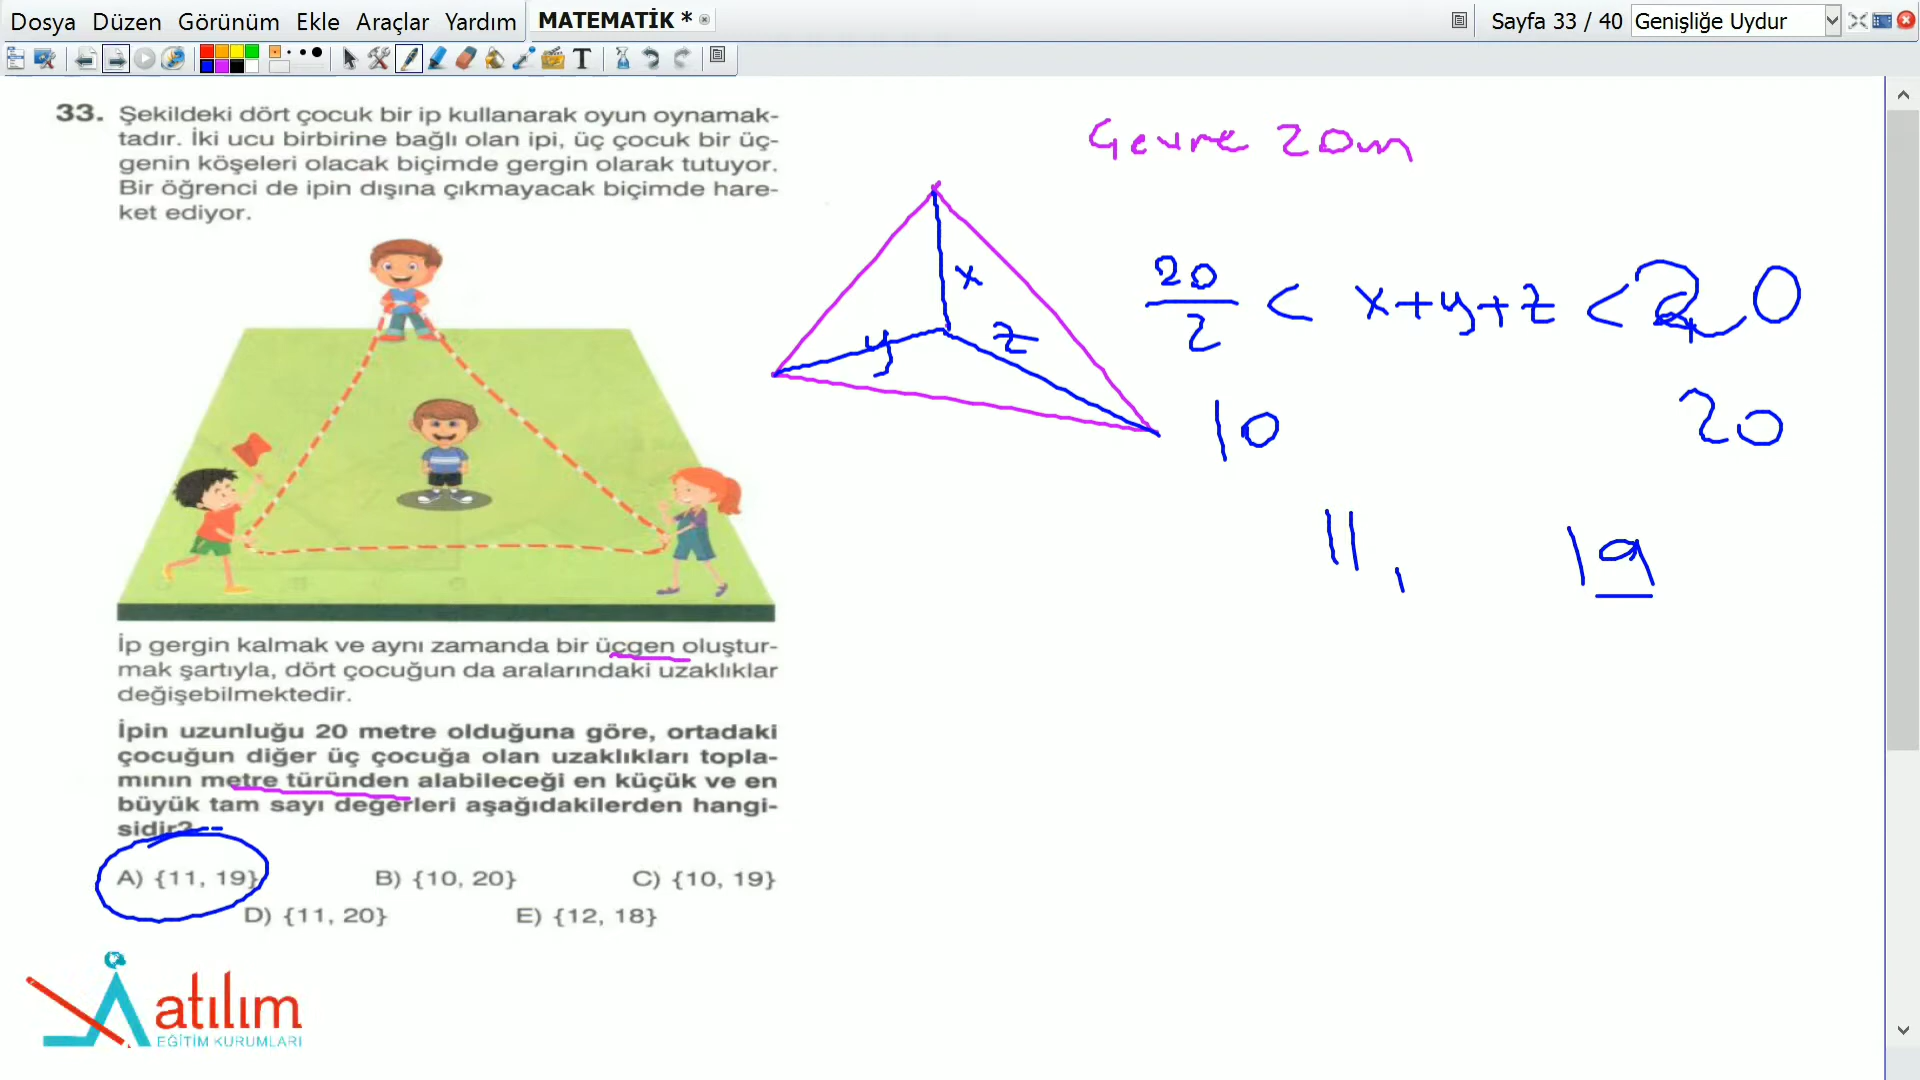 Dosya Düzen Görünüm Ekle Araçlar Yardım MATEMATİK * Sayfa 33 / 40 Genişliğe Uydur
33. Şekildeki dört çocuk bir ip kullanarak oyun oynamak-
tadır. İki ucu birbirine bağlı olan ipi, üç çocuk bir üç-
genin köşeleri olacak biçimde gergin olarak tutuyor.
Bir öğrenci de ipin dışına çıkmayacak biçimde hare-
ket ediyor.
Çevre 20m
x
y z
20/2 < x+y+z < 20
10 20
11, 19
İp gergin kalmak ve aynı zamanda bir üçgen oluştur-
mak şartıyla, dört çocuğun da aralarındaki uzaklıklar
değişebilmektedir.
İpin uzunluğu 20 metre olduğuna göre, ortadaki
çocuğun diğer üç çocuğa olan uzaklıkları topla-
mının metre türünden alabileceği en küçük ve en
büyük tam sayı değerleri aşağıdakilerden hangi-
sidir?
A) {11, 19} B) {10, 20} C) {10, 19}
D) {11, 20} E) {12, 18}
atılım
EĞİTİM KURUMLARI